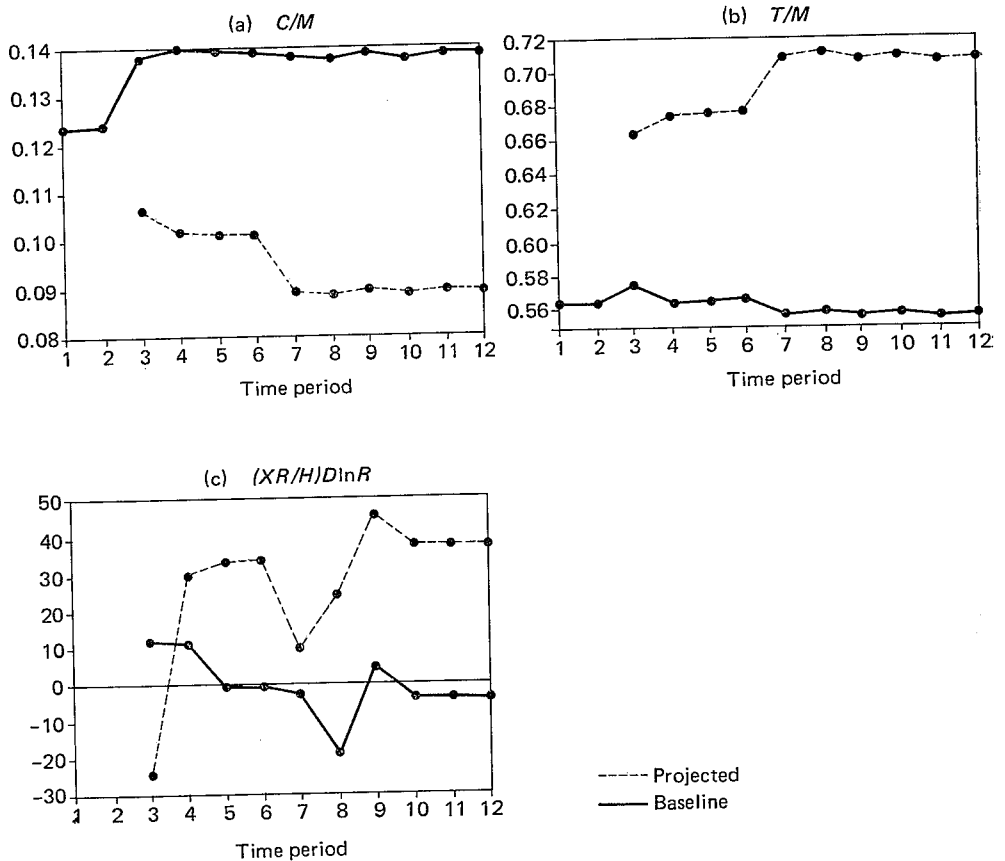 (a) C/M
0.14
0.13
0.12
0.11
0.10
0.09
0.08
1 2 3 4 5 6 7 8 9 10 11 12
Time period
(b) T/M
0.72
0.70
0.68
0.66
0.64
0.62
0.60
0.58
0.56
1 2 3 4 5 6 7 8 9 10 11 12
Time period
(c) (XR/H)DlnR
50
40
30
20
10
0
-10
-20
-30
1 2 3 4 5 6 7 8 9 10 11 12
Time period
Projected
Baseline